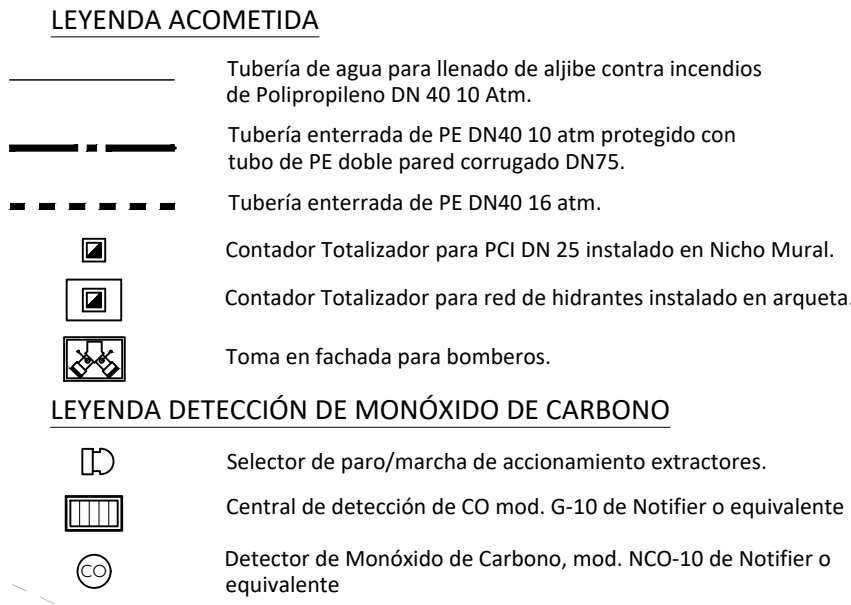 LEYENDA ACOMETIDA
Tubería de agua para llenado de aljibe contra incendios
de Polipropileno DN 40 10 Atm.
Tubería enterrada de PE DN40 10 atm protegido con
tubo de PE doble pared corrugado DN75.
Tubería enterrada de PE DN40 16 atm.
Contador Totalizador para PCI DN 25 instalado en Nicho Mural.
Contador Totalizador para red de hidrantes instalado en arqueta.
Toma en fachada para bomberos.
LEYENDA DETECCIÓN DE MONÓXIDO DE CARBONO
Selector de paro/marcha de accionamiento extractores.
Central de detección de CO mod. G-10 de Notifier o equivalente
CO
Detector de Monóxido de Carbono, mod. NCO-10 de Notifier o
equivalente